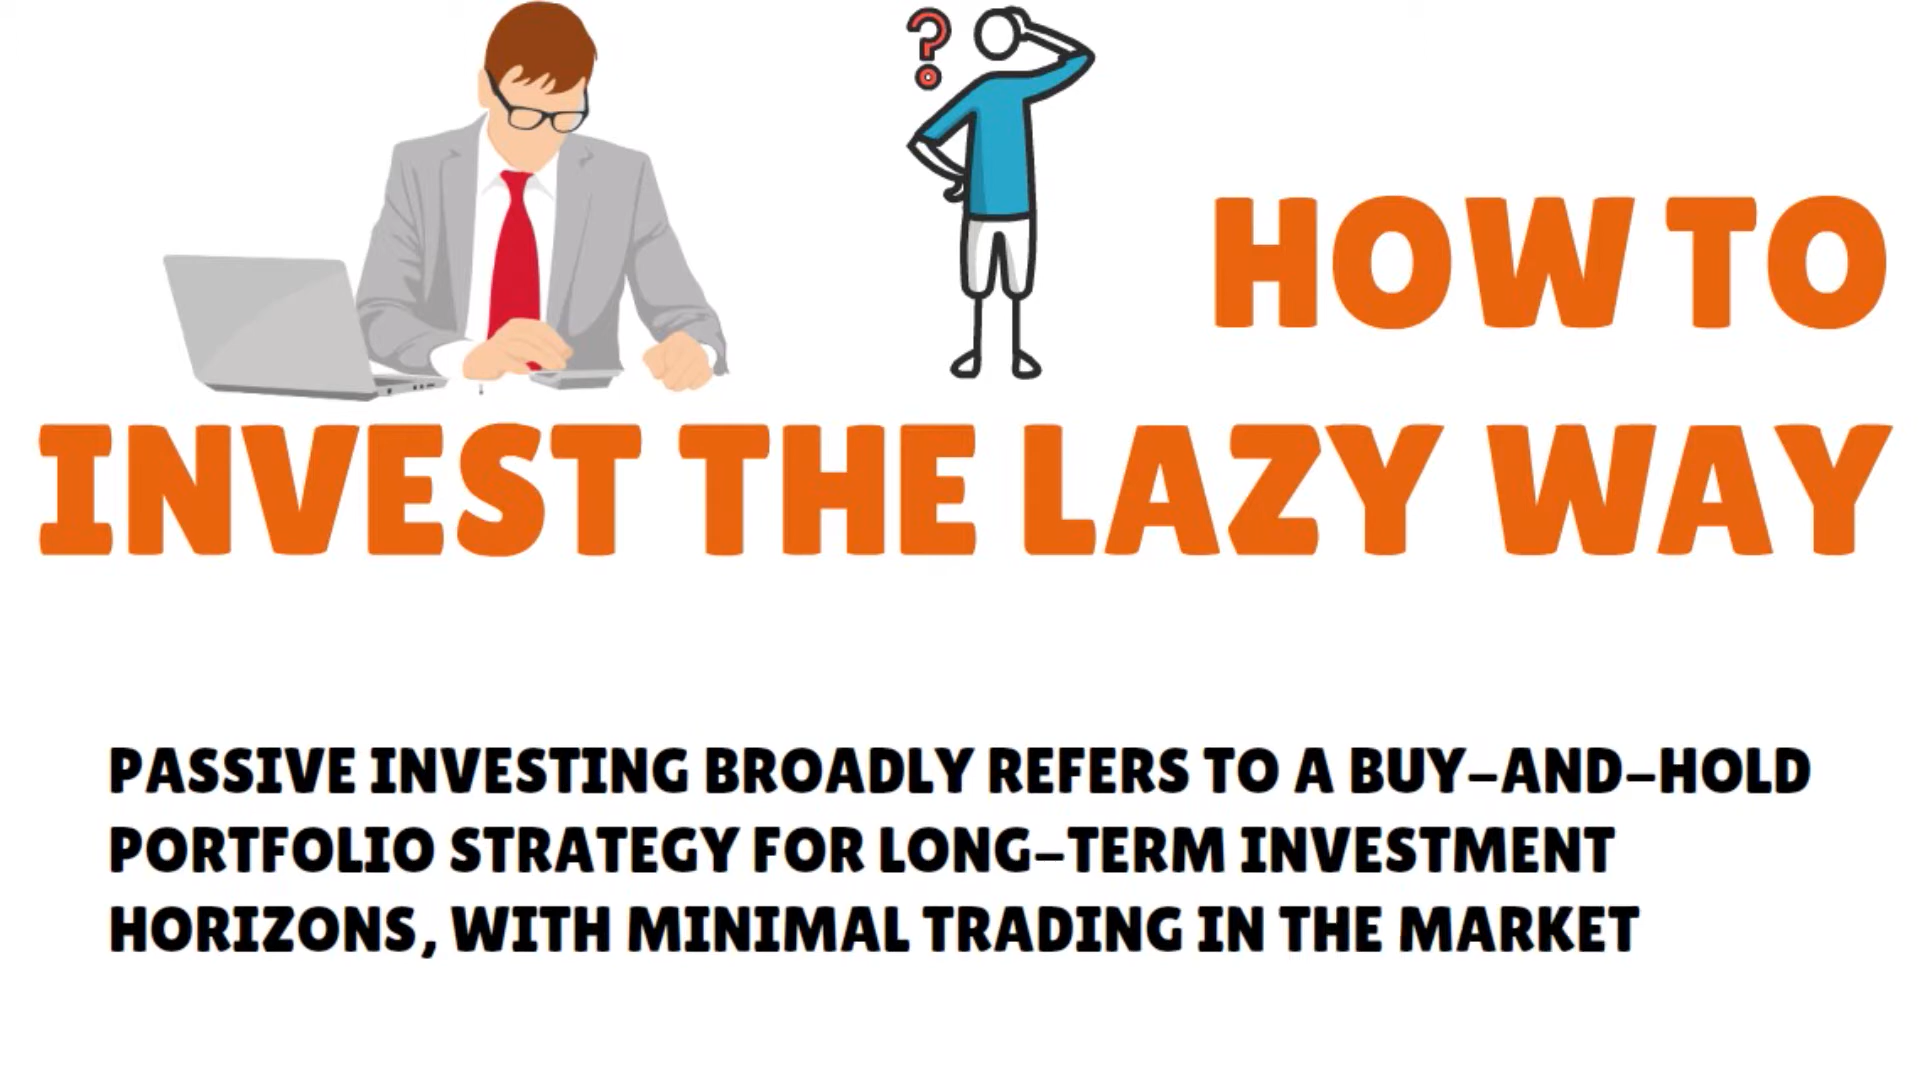 ?
HOW TO
INVEST THE LAZY WAY
PASSIVE INVESTING BROADLY REFERS TO A BUY-AND-HOLD
PORTFOLIO STRATEGY FOR LONG-TERM INVESTMENT
HORIZONS, WITH MINIMAL TRADING IN THE MARKET